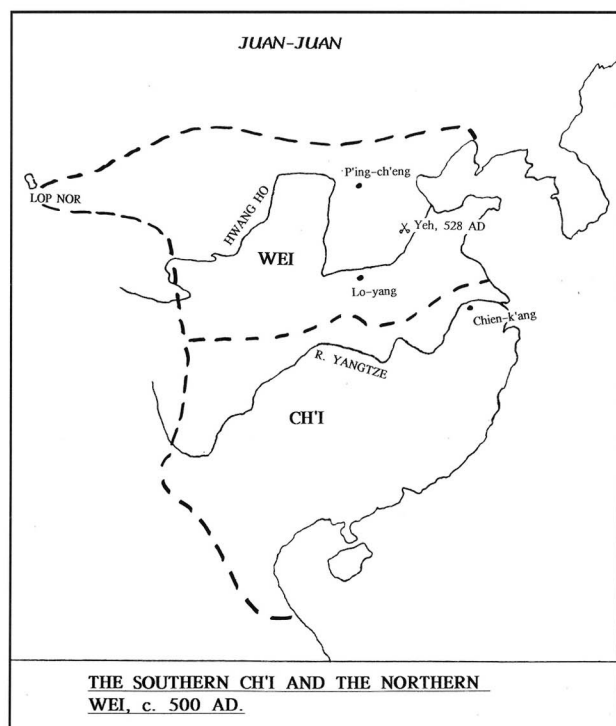 JUAN-JUAN
P'ing-ch'eng
LOP NOR
HWANG HO
Yeh, 528 AD
WEI
Lo-yang
Chien-k'ang
R. YANGTZE
CH'I
THE SOUTHERN CH'I AND THE NORTHERN
WEI, c. 500 AD.